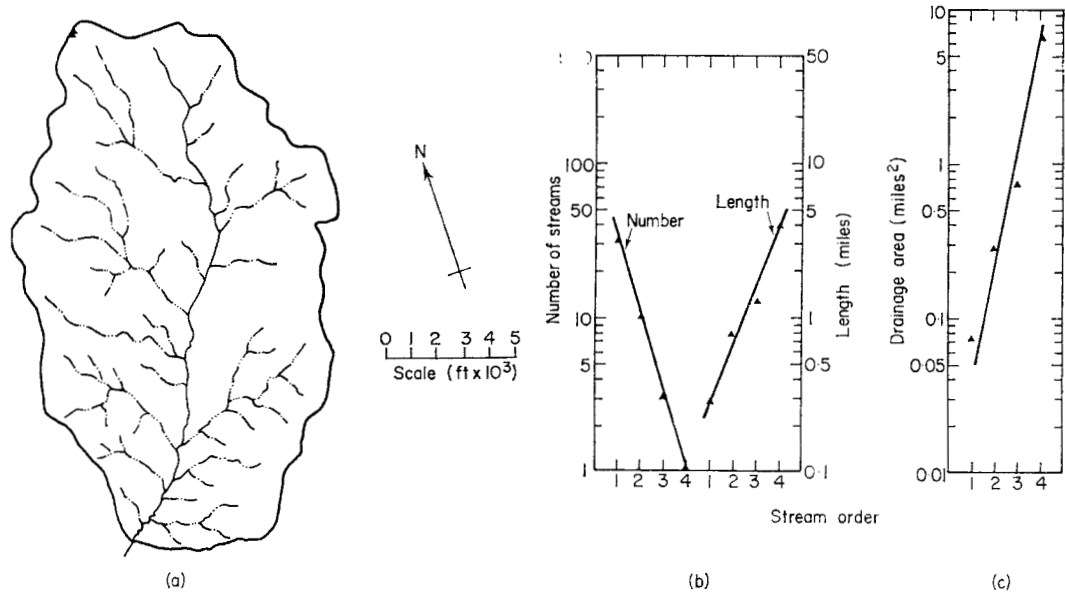 N
0 1 2 3 4 5
Scale (ft x 10³)
(a)
Number of streams
100
50
10
5
1
Number
Length
1 2 3 4 1 2 3 4
50
10
5
1
0·5
0·1
Length (miles)
Stream order
(b)
Drainage area (miles²)
10
5
1
0·5
0·1
0·05
0·01
1 2 3 4
(c)